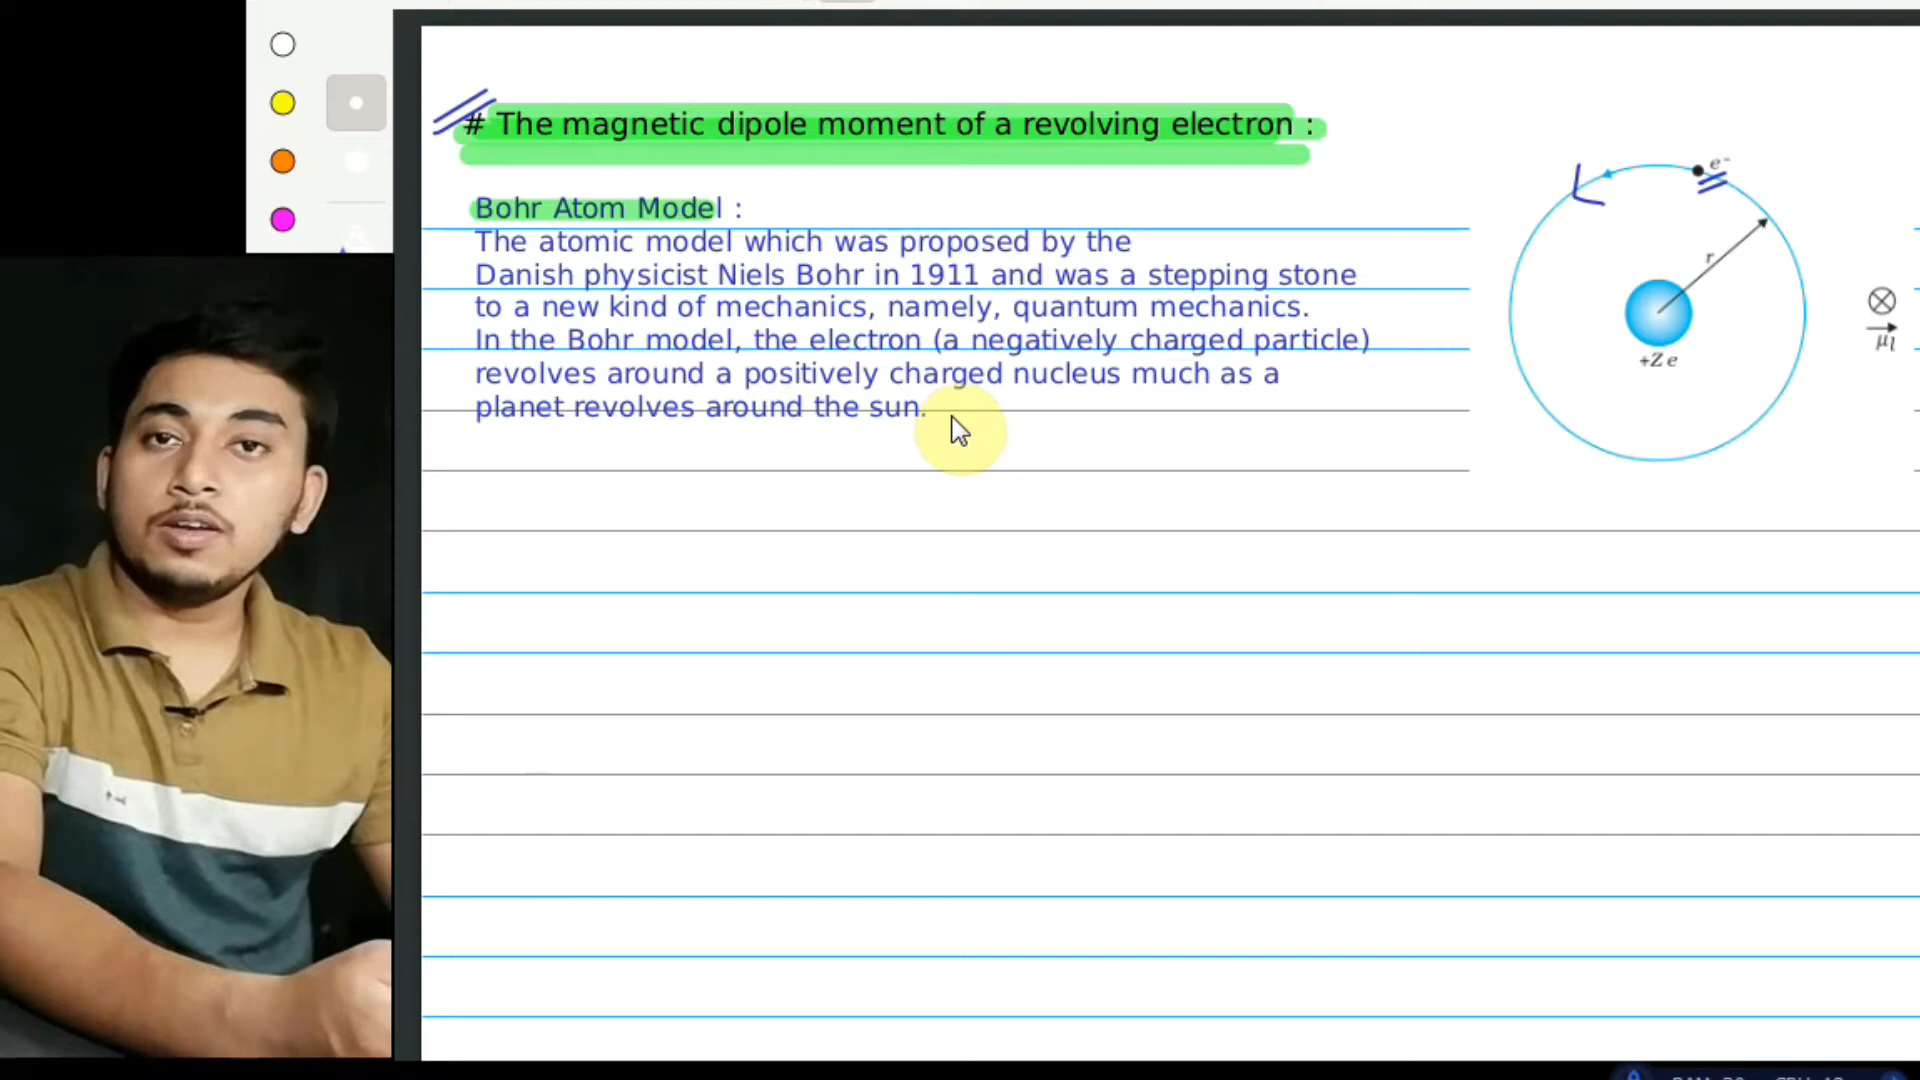 # The magnetic dipole moment of a revolving electron :
Bohr Atom Model :
The atomic model which was proposed by the
Danish physicist Niels Bohr in 1911 and was a stepping stone
to a new kind of mechanics, namely, quantum mechanics.
In the Bohr model, the electron (a negatively charged particle)
revolves around a positively charged nucleus much as a
planet revolves around the sun.
e⁻
r
+Ze
μl